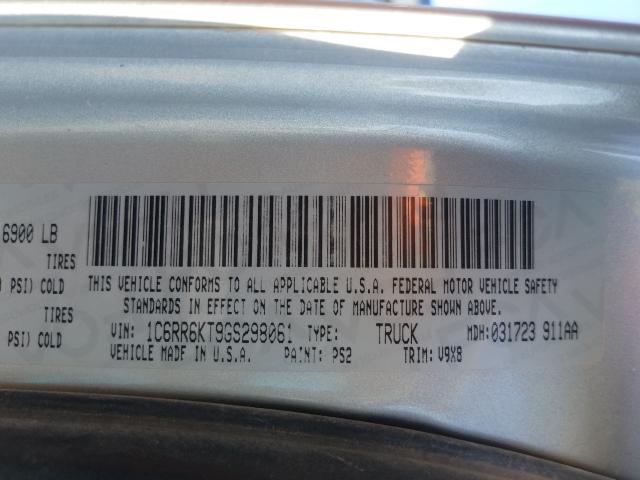 6900 LB
TIRES
PSI) COLD
TIRES
PSI) COLD
THIS VEHICLE CONFORMS TO ALL APPLICABLE U.S.A. FEDERAL MOTOR VEHICLE SAFETY
STANDARDS IN EFFECT ON THE DATE OF MANUFACTURE SHOWN ABOVE.
VIN: 1C6RR6KT9GS298061 TYPE: TRUCK MDH: 031723 911AA
VEHICLE MADE IN U.S.A. PAINT: PS2 TRIM: V9X8